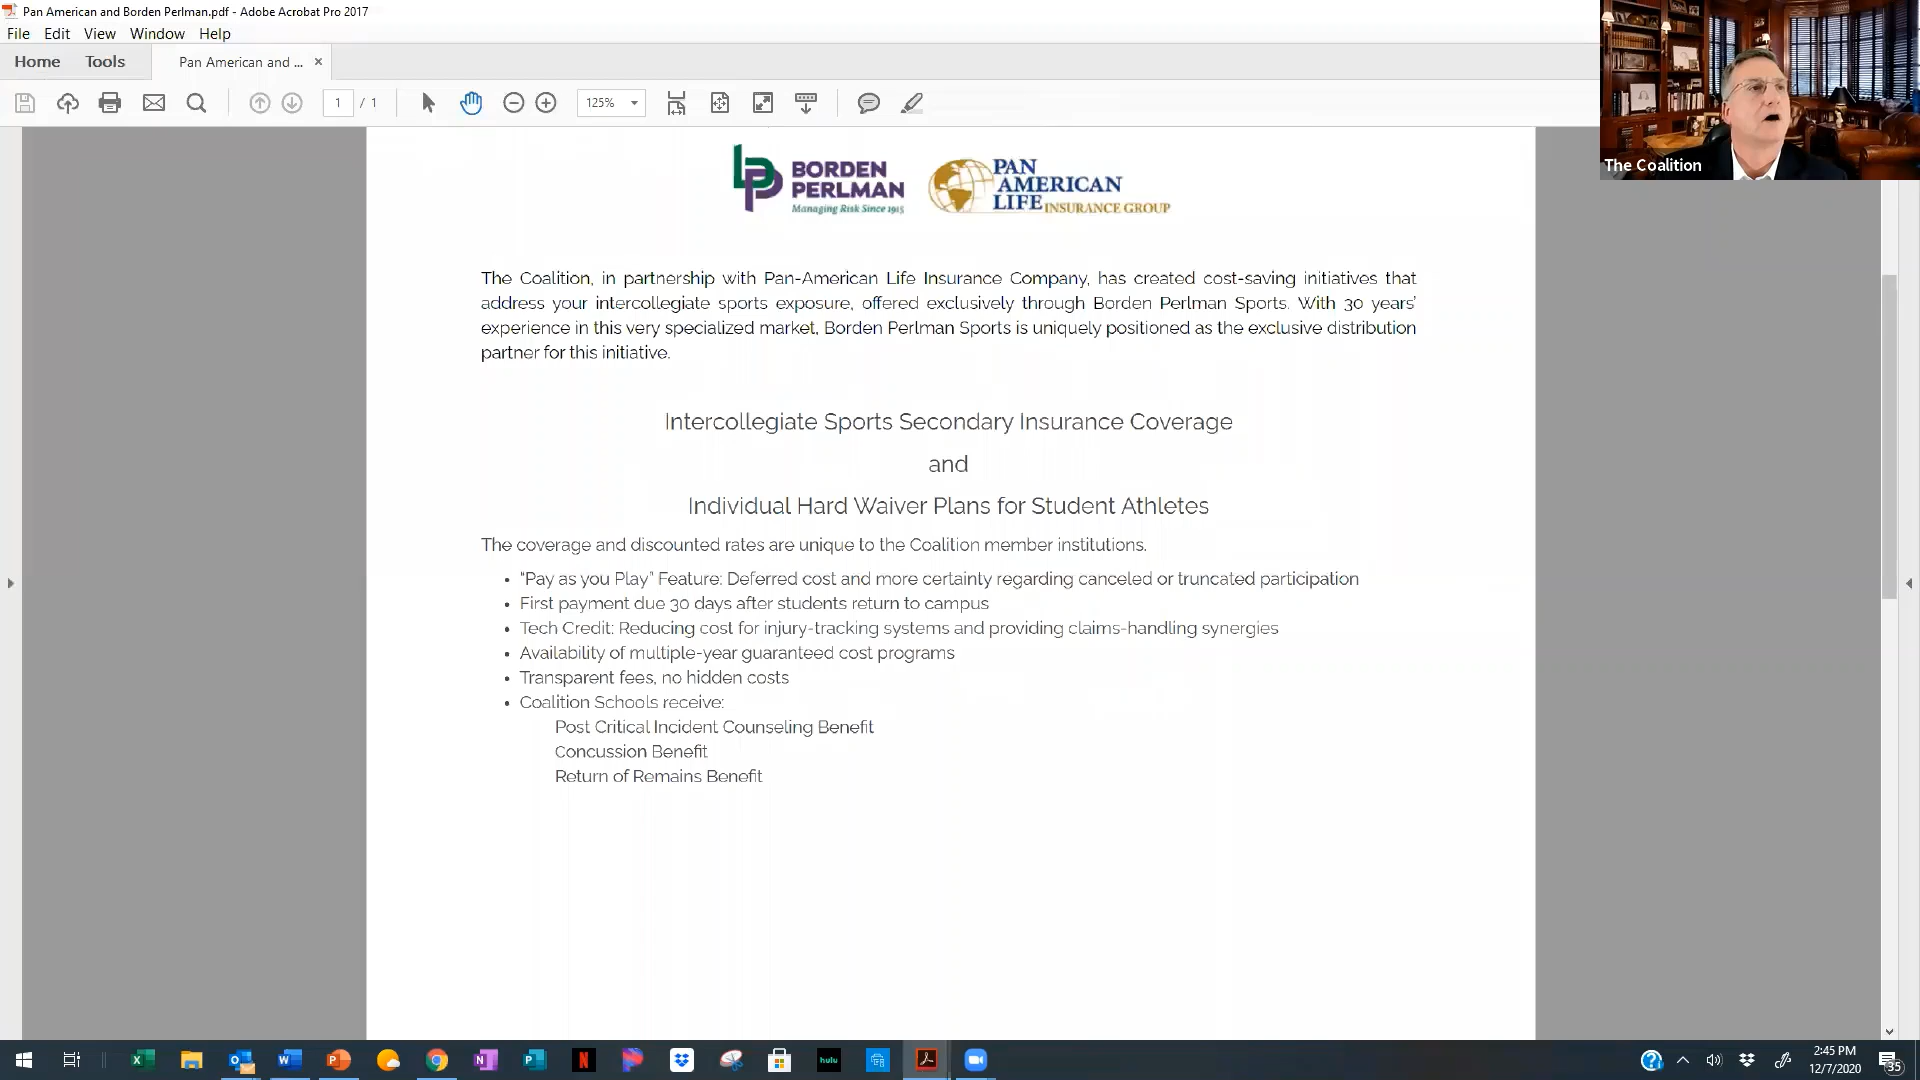 Pan American and Borden Perlman.pdf - Adobe Acrobat Pro 2017
File Edit View Window Help
Home Tools Pan American and ... ×
1 / 1 125%
The Coalition
BORDEN PERLMAN
Managing Risk Since 1915
PAN AMERICAN LIFE INSURANCE GROUP
The Coalition, in partnership with Pan-American Life Insurance Company, has created cost-saving initiatives that
address your intercollegiate sports exposure, offered exclusively through Borden Perlman Sports. With 30 years'
experience in this very specialized market, Borden Perlman Sports is uniquely positioned as the exclusive distribution
partner for this initiative.
Intercollegiate Sports Secondary Insurance Coverage
and
Individual Hard Waiver Plans for Student Athletes
The coverage and discounted rates are unique to the Coalition member institutions.
• "Pay as you Play" Feature: Deferred cost and more certainty regarding canceled or truncated participation
• First payment due 30 days after students return to campus
• Tech Credit: Reducing cost for injury-tracking systems and providing claims-handling synergies
• Availability of multiple-year guaranteed cost programs
• Transparent fees, no hidden costs
• Coalition Schools receive:
Post Critical Incident Counseling Benefit
Concussion Benefit
Return of Remains Benefit
hulu
2:45 PM
12/7/2020
35